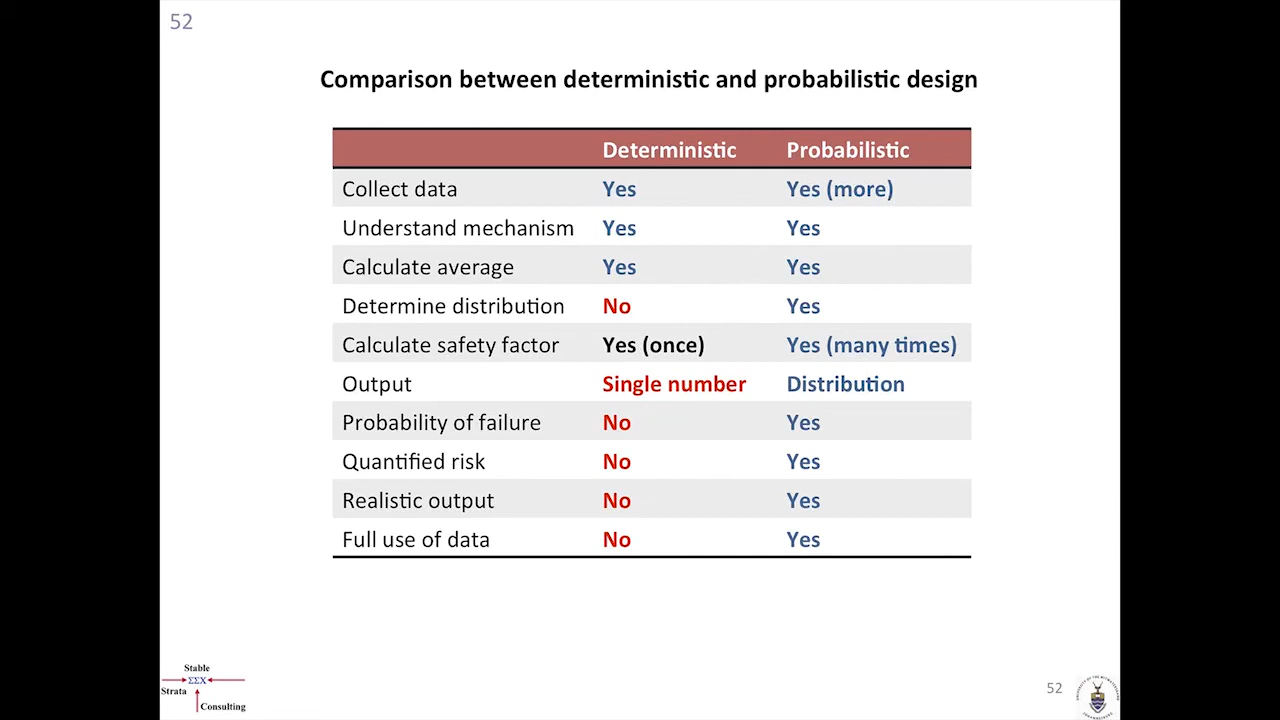 52
Comparison between deterministic and probabilistic design
Deterministic Probabilistic
Collect data Yes Yes (more)
Understand mechanism Yes Yes
Calculate average Yes Yes
Determine distribution No Yes
Calculate safety factor Yes (once) Yes (many times)
Output Single number Distribution
Probability of failure No Yes
Quantified risk No Yes
Realistic output No Yes
Full use of data No Yes
Stable
ΣΣX
Strata
Consulting
52